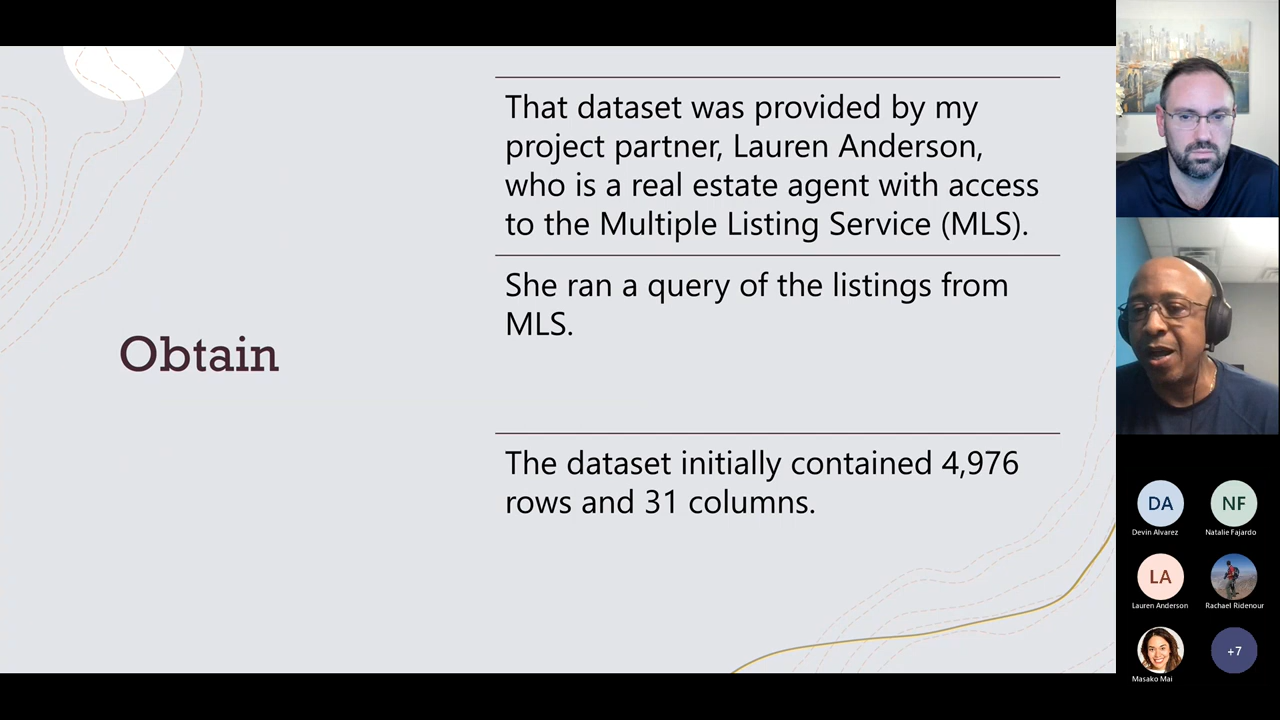 Obtain
That dataset was provided by my
project partner, Lauren Anderson,
who is a real estate agent with access
to the Multiple Listing Service (MLS).
She ran a query of the listings from
MLS.
The dataset initially contained 4,976
rows and 31 columns.
DA
NF
Devin Alvarez
Natalie Fajardo
LA
Lauren Anderson
Rachael Ridenour
+7
Masako Mai